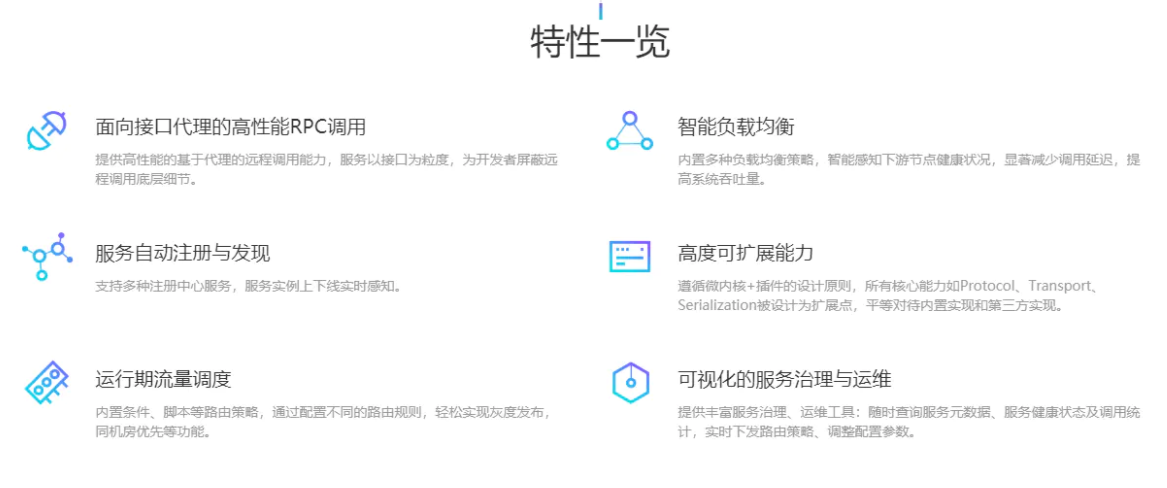 特性一览
面向接口代理的高性能RPC调用
提供高性能的基于代理的远程调用能力，服务以接口为粒度，为开发者屏蔽远
程调用底层细节。
智能负载均衡
内置多种负载均衡策略，智能感知下游节点健康状况，显著减少调用延迟，提
高系统吞吐量。
服务自动注册与发现
支持多种注册中心服务，服务实例上下线实时感知。
高度可扩展能力
遵循微内核+插件的设计原则，所有核心能力如Protocol、Transport、
Serialization被设计为扩展点，平等对待内置实现和第三方实现。
运行期流量调度
内置条件、脚本等路由策略，通过配置不同的路由规则，轻松实现灰度发布，
同机房优先等功能。
可视化的服务治理与运维
提供丰富服务治理、运维工具：随时查询服务元数据、服务健康状态及调用统
计，实时下发路由策略、调整配置参数。